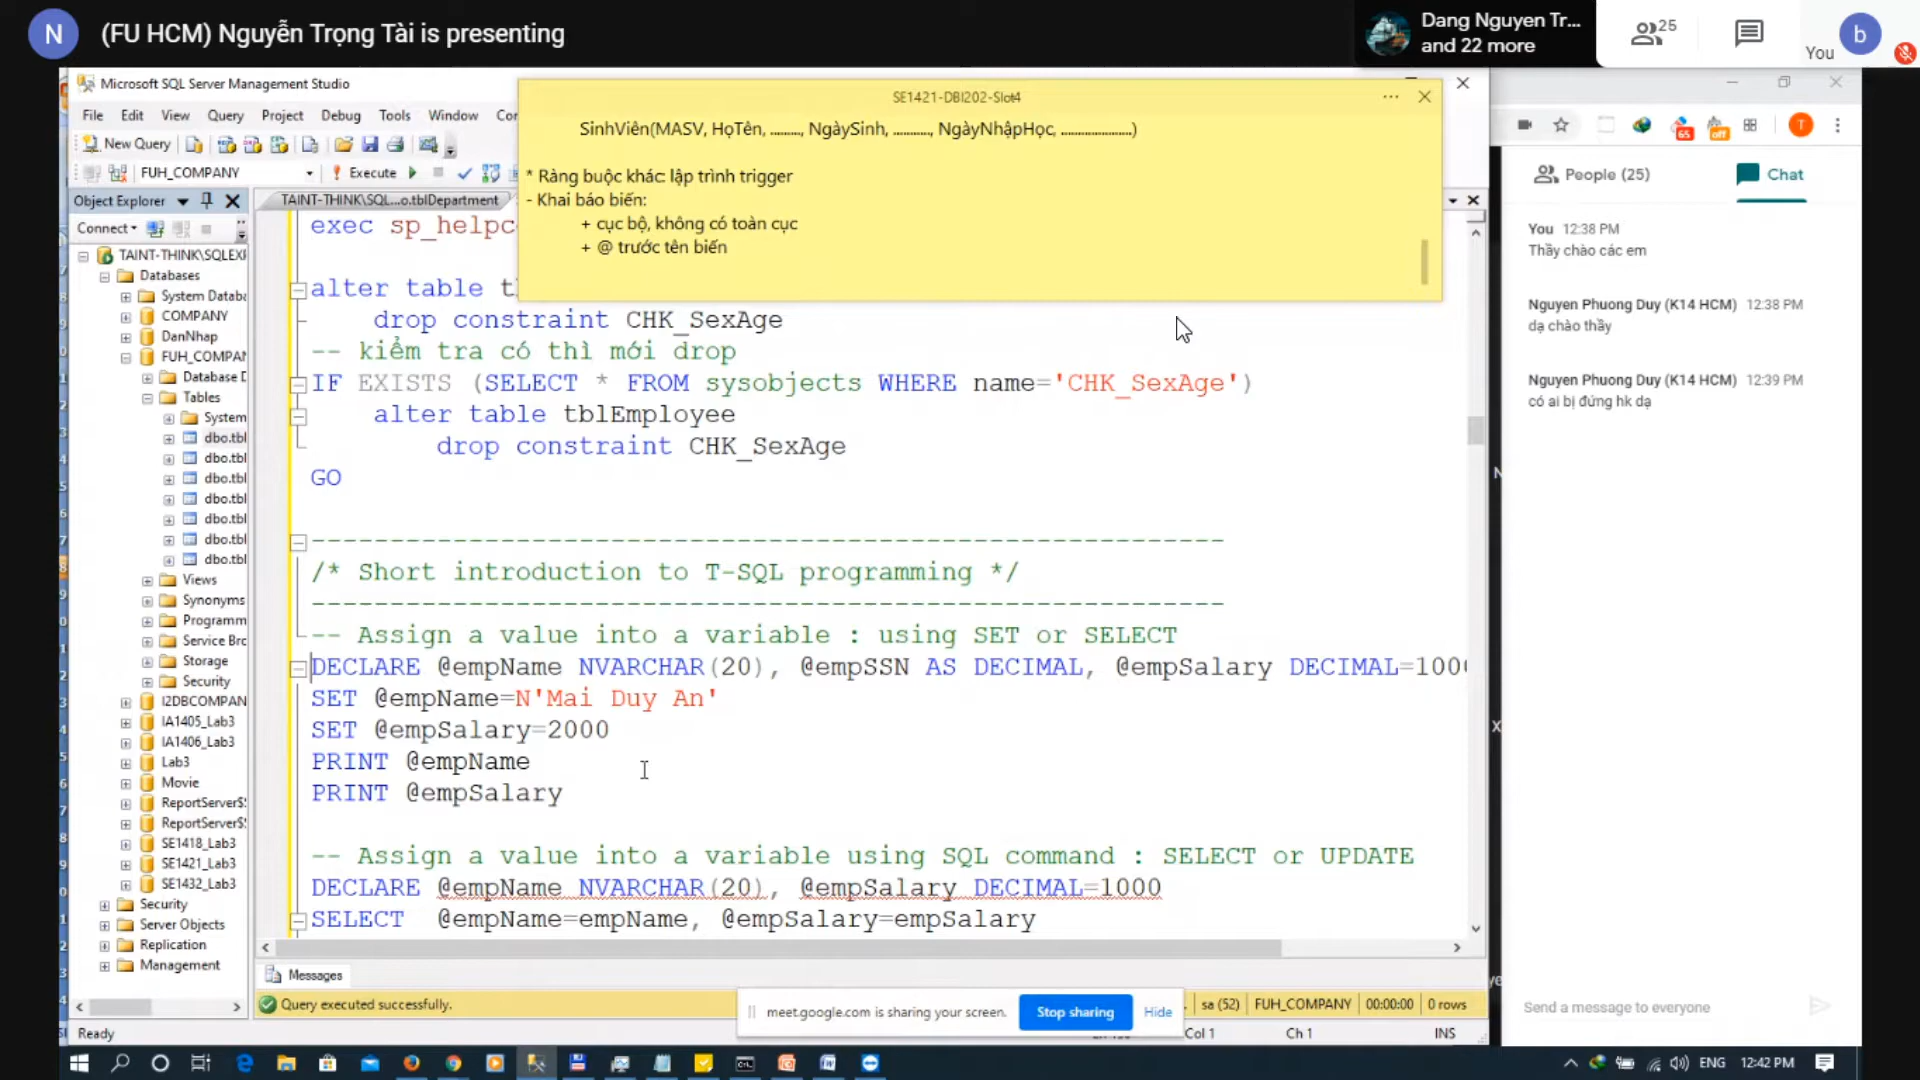 N
(FU HCM) Nguyễn Trọng Tài is presenting
Dang Nguyen Tr...
and 22 more
25
You
b
Microsoft SQL Server Management Studio
File Edit View Query Project Debug Tools Window
New Query
FUH_COMPANY
Execute
SE1421-DBI202-Slot4
SinhViên(MASV, HọTên, ........., NgàySinh, ..........., NgàyNhậpHọc, .....................)
* Ràng buộc khác: lập trình trigger
- Khai báo biến:
+ cục bộ, không có toàn cục
+ @ trước tên biến
Object Explorer
Connect
TAINT-THINK\SQLEXI
Databases
System Databa
COMPANY
DanNhap
FUH_COMPAN
Database D
Tables
System
dbo.tbl
dbo.tbl
dbo.tbl
dbo.tbl
dbo.tbl
dbo.tbl
dbo.tbl
Views
Synonyms
Programm
Service Brc
Storage
Security
I2DBCOMPAN
IA1405_Lab3
IA1406_Lab3
Lab3
Movie
ReportServer$
ReportServer$
SE1418_Lab3
SE1421_Lab3
SE1432_Lab3
Security
Server Objects
Replication
Management
TAINT-THINK\SQL...o.tblDepartment
exec sp_helpc
alter table t
drop constraint CHK_SexAge
-- kiểm tra có thì mới drop
IF EXISTS (SELECT * FROM sysobjects WHERE name='CHK_SexAge')
alter table tblEmployee
drop constraint CHK_SexAge
GO
----------------------------------------------------------
/* Short introduction to T-SQL programming */
----------------------------------------------------------
-- Assign a value into a variable : using SET or SELECT
DECLARE @empName NVARCHAR(20), @empSSN AS DECIMAL, @empSalary DECIMAL=100
SET @empName=N'Mai Duy An'
SET @empSalary=2000
PRINT @empName
PRINT @empSalary
-- Assign a value into a variable using SQL command : SELECT or UPDATE
DECLARE @empName NVARCHAR(20), @empSalary DECIMAL=1000
SELECT @empName=empName, @empSalary=empSalary
Messages
Query executed successfully.
sa (52) FUH_COMPANY 00:00:00 0 rows
meet.google.com is sharing your screen. Stop sharing Hide
Ready
Col 1 Ch 1 INS
65
off
T
People (25)
Chat
You 12:38 PM
Thầy chào các em
Nguyen Phuong Duy (K14 HCM) 12:38 PM
dạ chào thầy
Nguyen Phuong Duy (K14 HCM) 12:39 PM
có ai bị đứng hk dạ
Send a message to everyone
ENG 12:42 PM